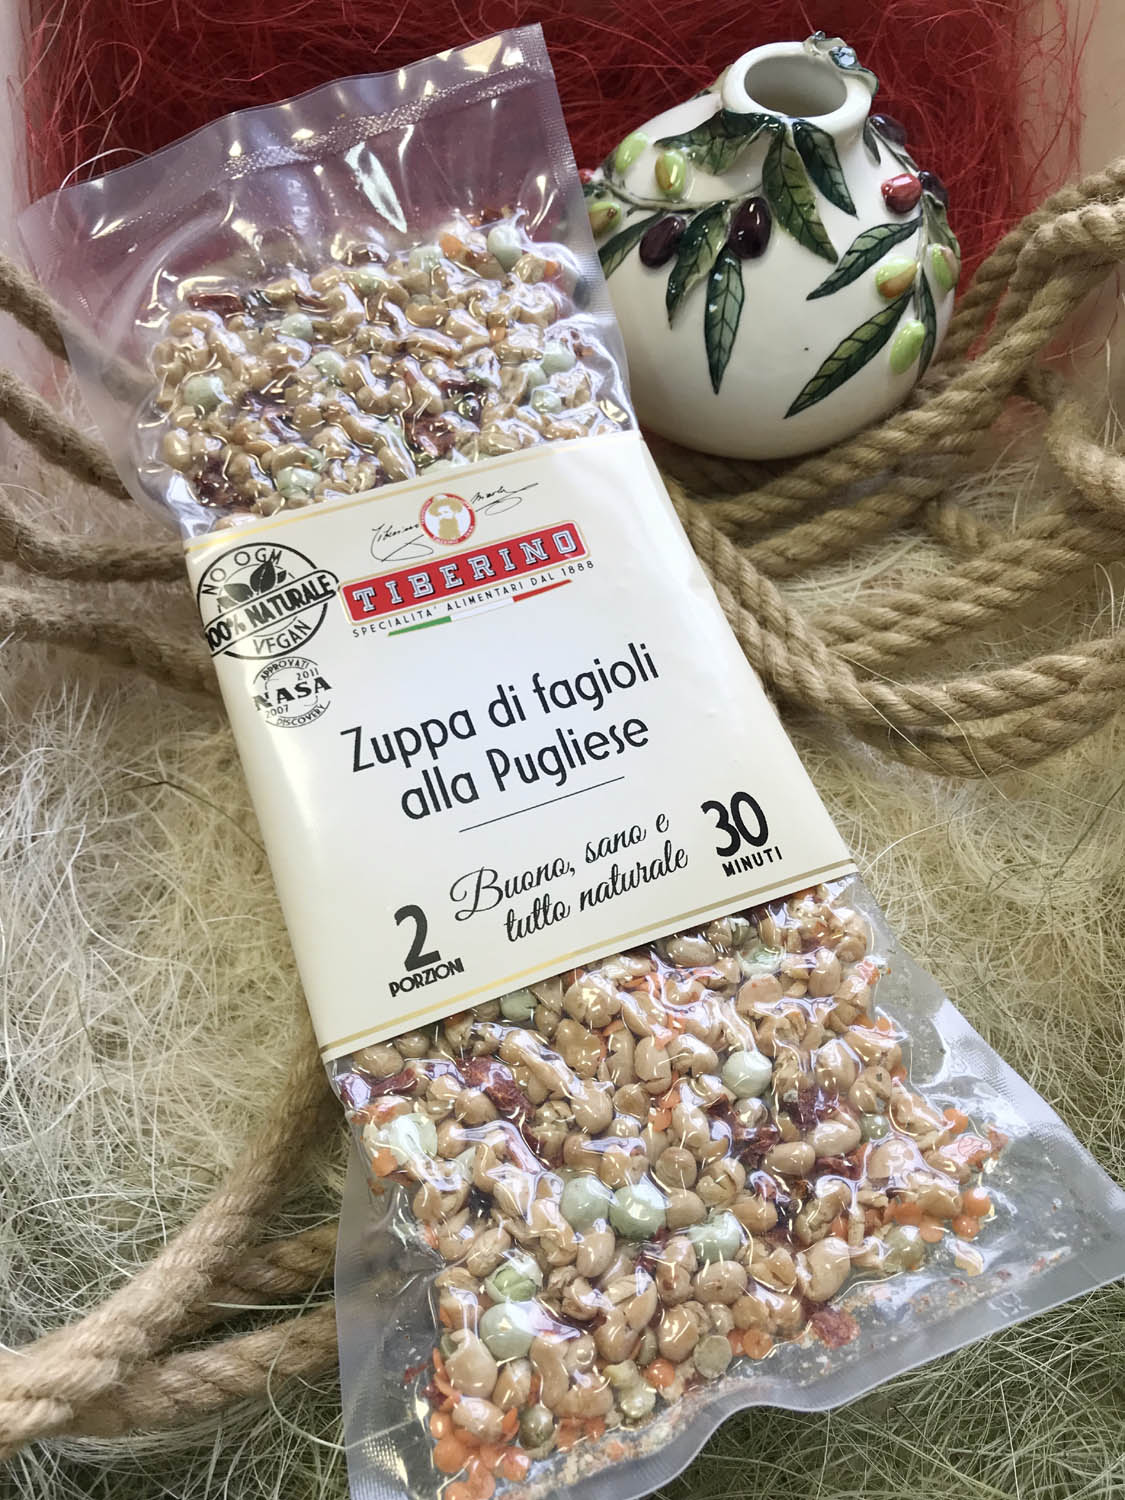 Tiberino
TIBERINO
SPECIALITA' ALIMENTARI DAL 1888
NO OGM
100% NATURALE
VEGAN
APPROVATI
2011
NASA
2007
DISCOVERY
Zuppa di fagioli
alla Pugliese
Buono, sano e
tutto naturale
30
MINUTI
2
PORZIONI